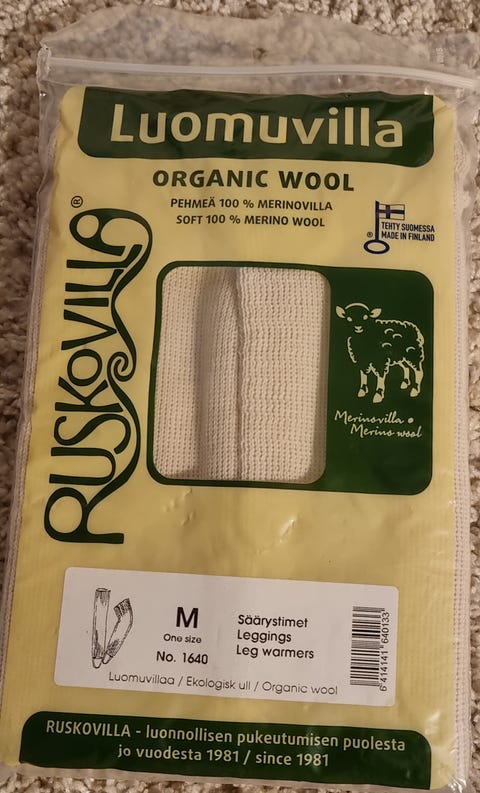 Luomuvilla
ORGANIC WOOL
PEHMEÄ 100 % MERINOVILLA
SOFT 100 % MERINO WOOL
® TEHTY SUOMESSA
MADE IN FINLAND
RUSKOVILLA®
Merinovilla •
Merino wool
M
One size
No. 1640
Säärystimet
Leggings
Leg warmers
6 414141 640133
Luomuvillaa / Ekologisk ull / Organic wool
RUSKOVILLA - luonnollisen pukeutumisen puolesta
jo vuodesta 1981 / since 1981